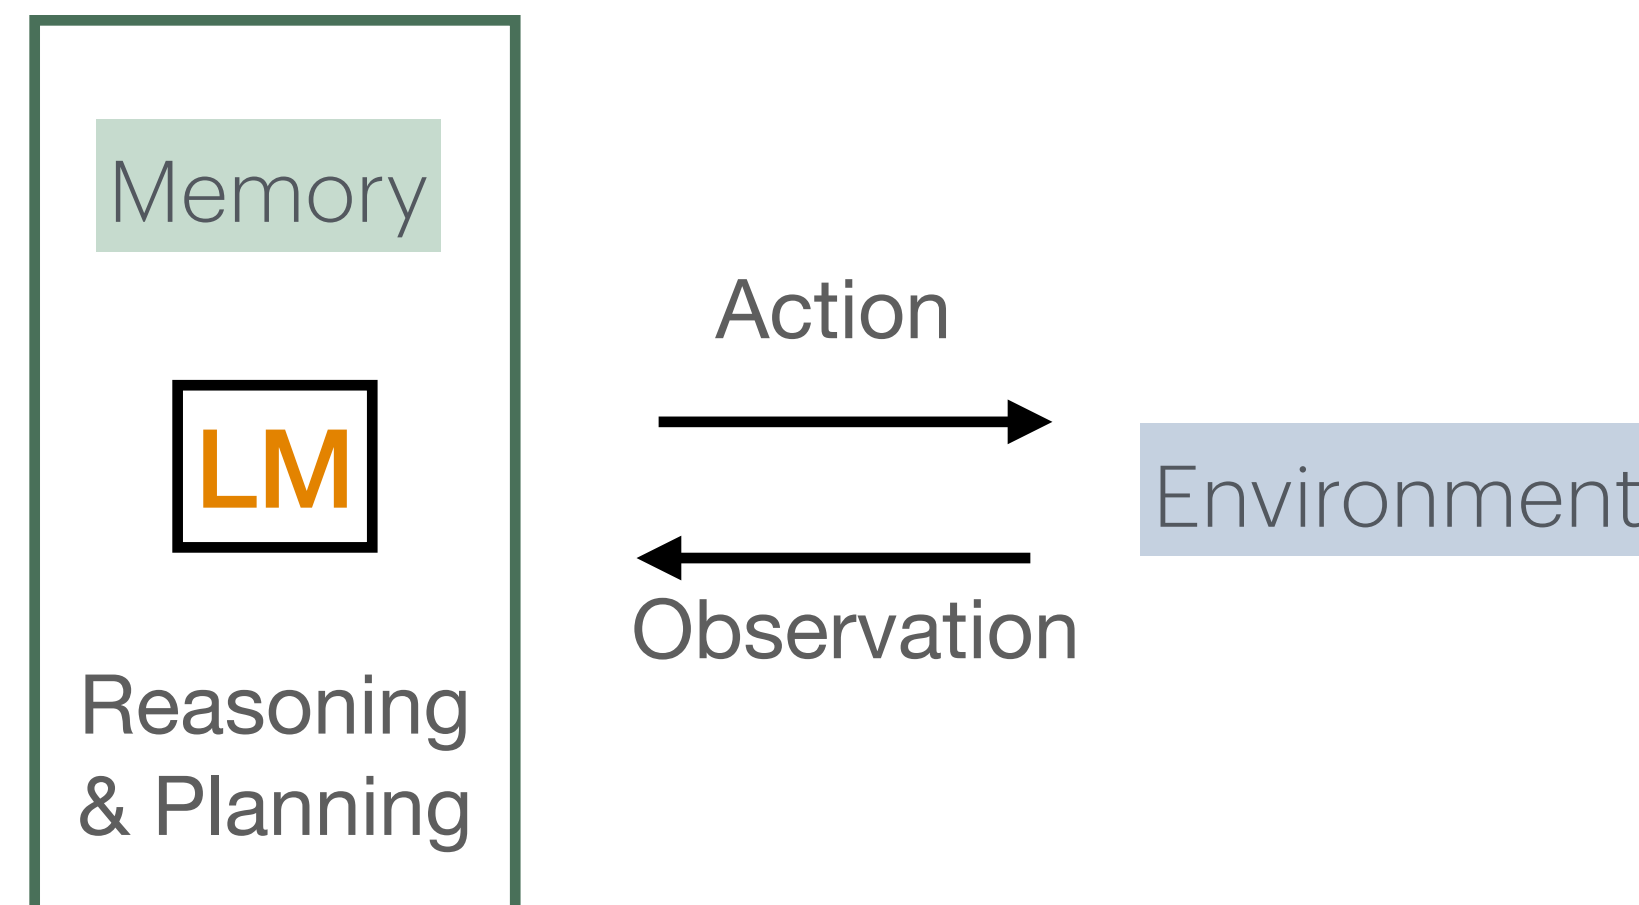 Memory
LM
Reasoning
& Planning
Action
Observation
Environment